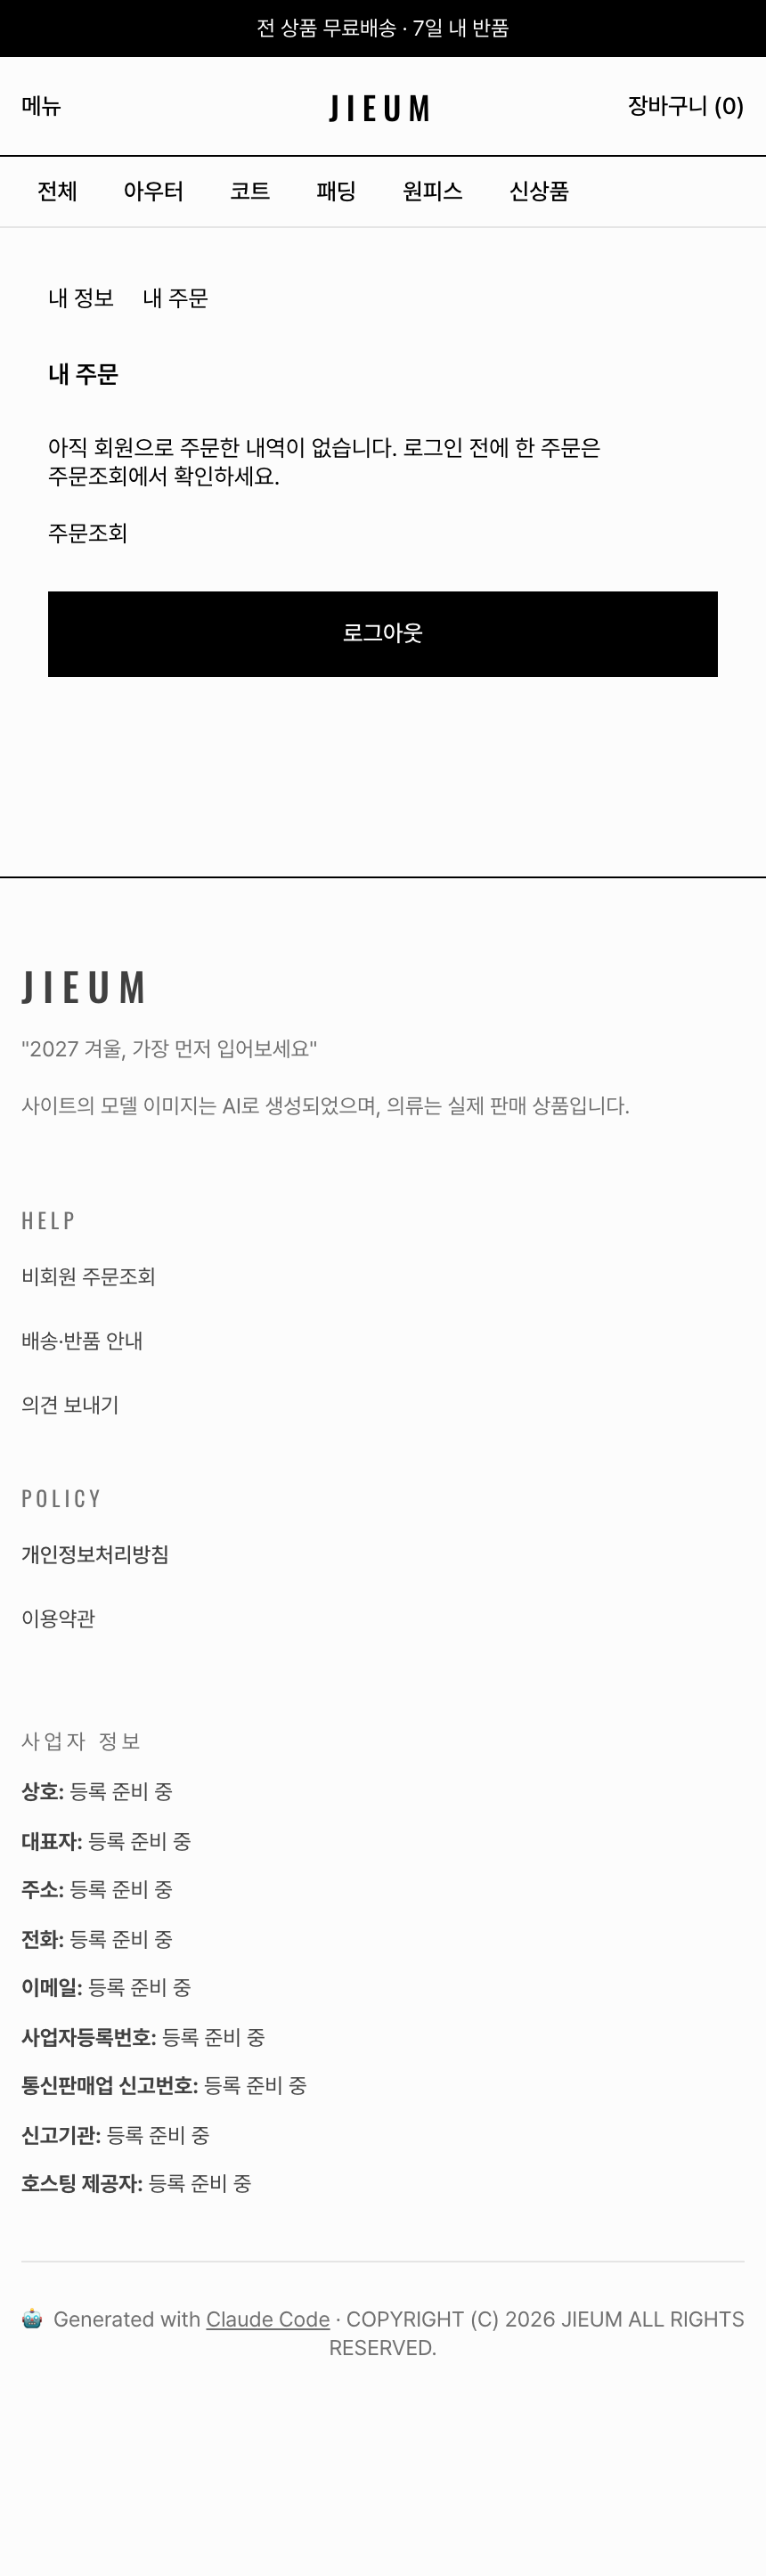 전 상품 무료배송 · 7일 내 반품
메뉴
JIEUM
장바구니 (0)
전체 아우터 코트 패딩 원피스 신상품
내 정보 내 주문
내 주문
아직 회원으로 주문한 내역이 없습니다. 로그인 전에 한 주문은
주문조회에서 확인하세요.
주문조회
로그아웃
JIEUM
"2027 겨울, 가장 먼저 입어보세요"
사이트의 모델 이미지는 AI로 생성되었으며, 의류는 실제 판매 상품입니다.
HELP
비회원 주문조회
배송·반품 안내
의견 보내기
POLICY
개인정보처리방침
이용약관
사업자 정보
상호: 등록 준비 중
대표자: 등록 준비 중
주소: 등록 준비 중
전화: 등록 준비 중
이메일: 등록 준비 중
사업자등록번호: 등록 준비 중
통신판매업 신고번호: 등록 준비 중
신고기관: 등록 준비 중
호스팅 제공자: 등록 준비 중
🤖 Generated with Claude Code · COPYRIGHT (C) 2026 JIEUM ALL RIGHTS
RESERVED.